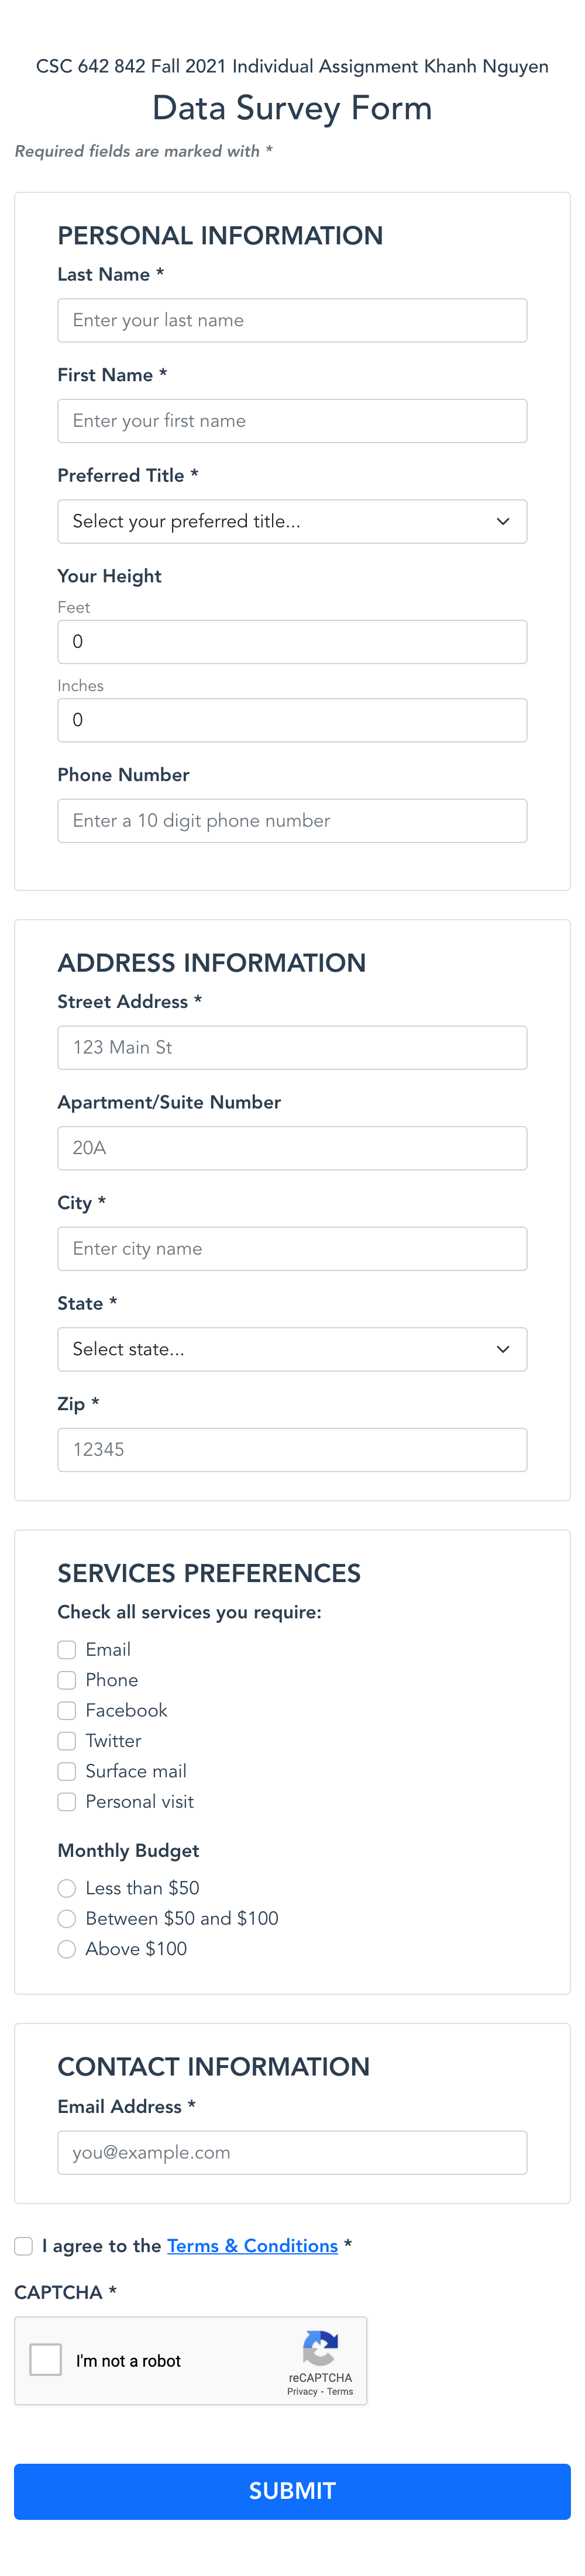 CSC 642 842 Fall 2021 Individual Assignment Khanh Nguyen
Data Survey Form
Required fields are marked with *
PERSONAL INFORMATION
Last Name *
Enter your last name
First Name *
Enter your first name
Preferred Title *
Select your preferred title...
Your Height
Feet
0
Inches
0
Phone Number
Enter a 10 digit phone number
ADDRESS INFORMATION
Street Address *
123 Main St
Apartment/Suite Number
20A
City *
Enter city name
State *
Select state...
Zip *
12345
SERVICES PREFERENCES
Check all services you require:
Email
Phone
Facebook
Twitter
Surface mail
Personal visit
Monthly Budget
Less than $50
Between $50 and $100
Above $100
CONTACT INFORMATION
Email Address *
you@example.com
I agree to the Terms & Conditions *
CAPTCHA *
I'm not a robot
reCAPTCHA
Privacy - Terms
SUBMIT